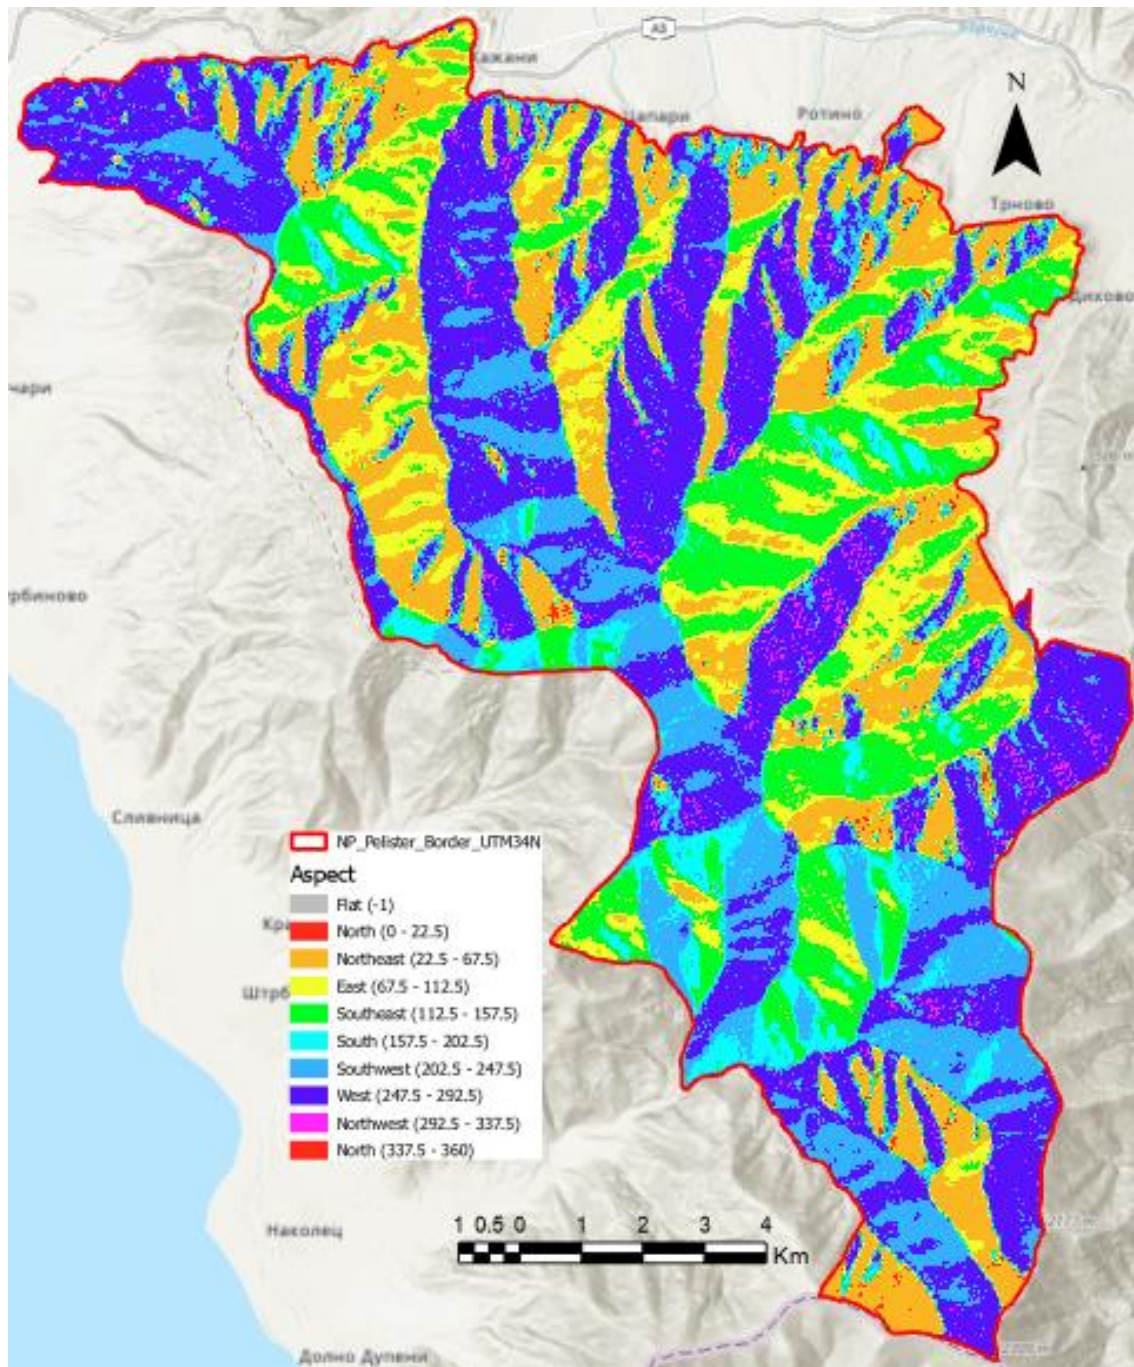 A3
Кажани
Цапари
Ротино
N
Трново
Дихово
нари
рбиново
Сливница
NP_Pelister_Border_UTM34N
Aspect
Flat (-1)
Кра
North (0 - 22.5)
Northeast (22.5 - 67.5)
East (67.5 - 112.5)
Штрб
Southeast (112.5 - 157.5)
South (157.5 - 202.5)
Southwest (202.5 - 247.5)
West (247.5 - 292.5)
Northwest (292.5 - 337.5)
North (337.5 - 360)
Наколец
1 0.5 0 1 2 3 4
Km
Долно Дупени